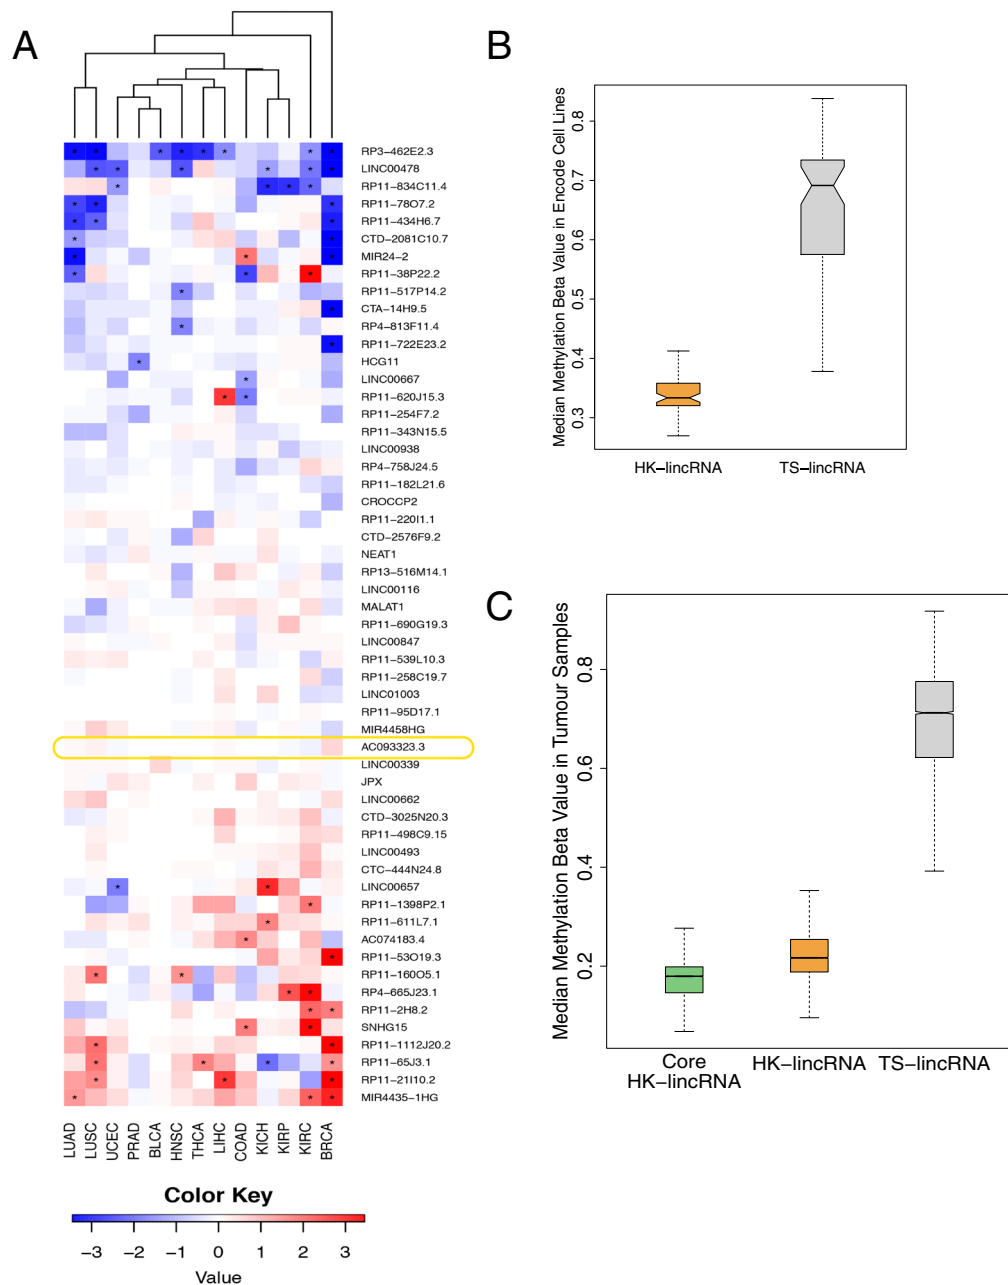 A
RP3−462E2.3
LINC00478
RP11−834C11.4
RP11−78O7.2
RP11−434H6.7
CTD−2081C10.7
MIR24−2
RP11−38P22.2
RP11−517P14.2
CTA−14H9.5
RP4−813F11.4
RP11−722E23.2
HCG11
LINC00667
RP11−620J15.3
RP11−254F7.2
RP11−343N15.5
LINC00938
RP4−758J24.5
RP11−182L21.6
CROCCP2
RP11−220I1.1
CTD−2576F9.2
NEAT1
RP13−516M14.1
LINC00116
MALAT1
RP11−690G19.3
LINC00847
RP11−539L10.3
RP11−258C19.7
LINC01003
RP11−95D17.1
MIR4458HG
AC093323.3
LINC00339
JPX
LINC00662
CTD−3025N20.3
RP11−498C9.15
LINC00493
CTC−444N24.8
LINC00657
RP11−1398P2.1
RP11−611L7.1
AC074183.4
RP11−53O19.3
RP11−160O5.1
RP4−665J23.1
RP11−2H8.2
SNHG15
RP11−1112J20.2
RP11−65J3.1
RP11−21I10.2
MIR4435−1HG
LUAD LUSC UCEC PRAD BLCA HNSC THCA LIHC COAD KICH KIRP KIRC BRCA
Color Key
−3 −2 −1 0 1 2 3
Value
B
Median Methylation Beta Value in Encode Cell Lines
0.8
0.7
0.6
0.5
0.4
0.3
HK−lincRNA TS−lincRNA
C
Median Methylation Beta Value in Tumour Samples
0.8
0.6
0.4
0.2
Core
HK−lincRNA HK−lincRNA TS−lincRNA